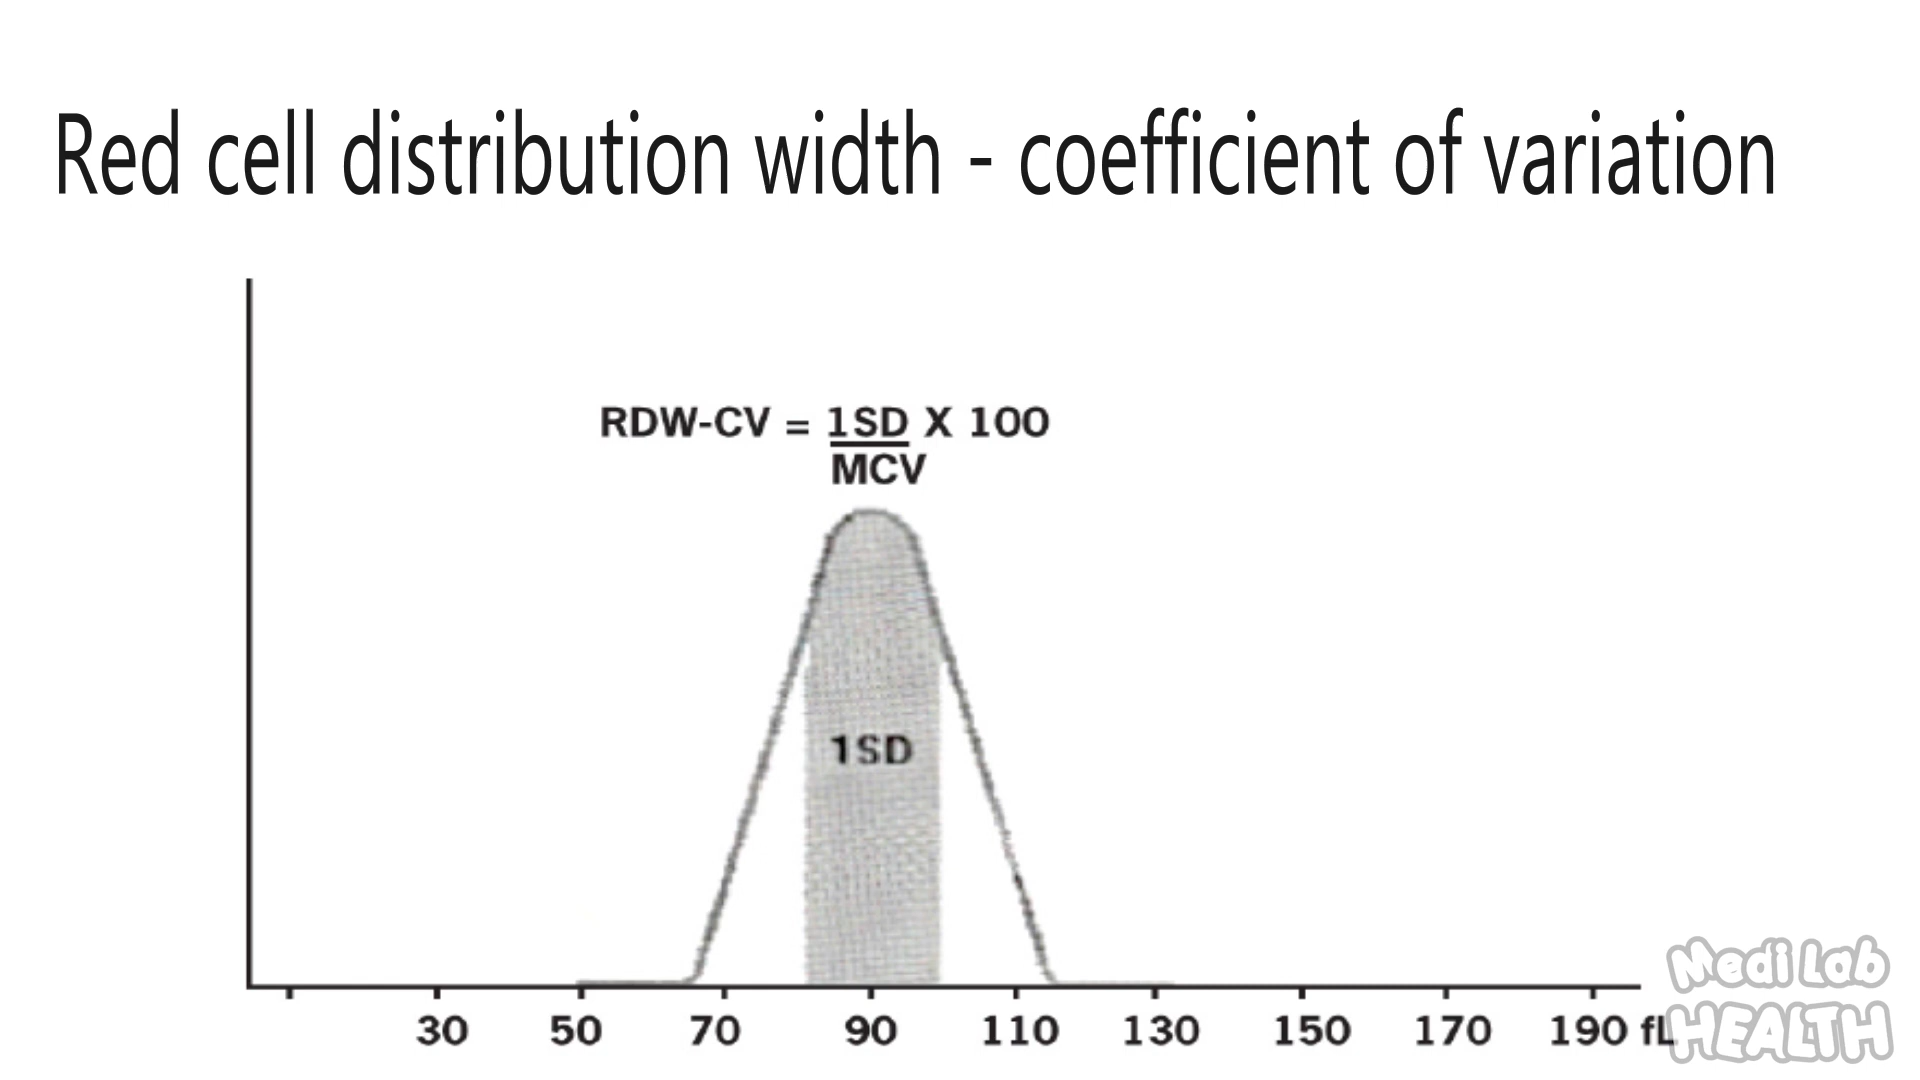 Red cell distribution width - coefficient of variation
RDW-CV = 1SD X 100
MCV
1SD
30 50 70 90 110 130 150 170 190 fL
Medi Lab
HEALTH